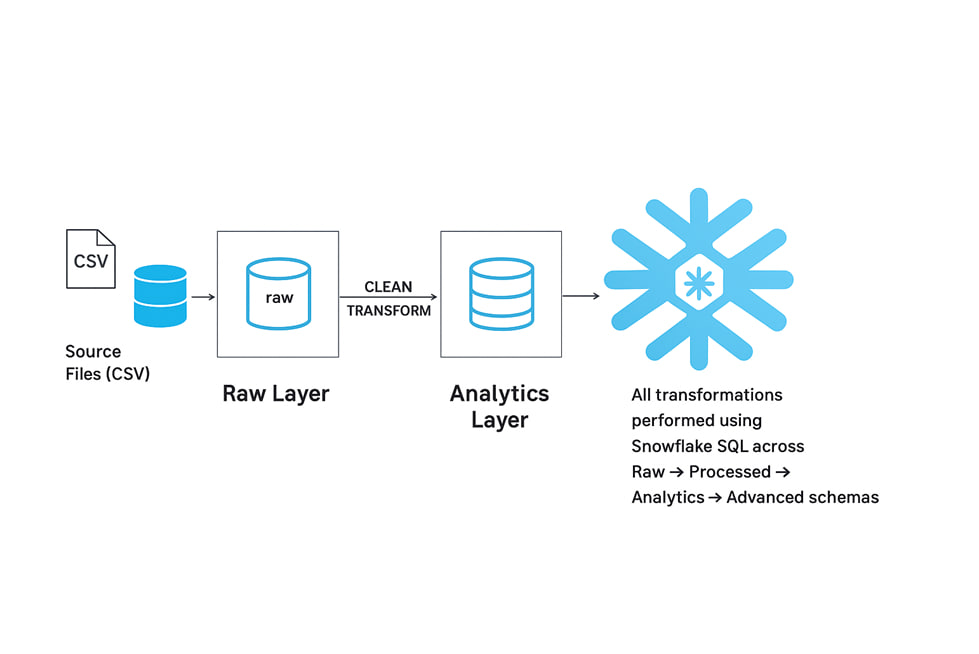 CSV
Source
Files (CSV)
raw
Raw Layer
CLEAN
TRANSFORM
Analytics
Layer
All transformations
performed using
Snowflake SQL across
Raw → Processed →
Analytics → Advanced schemas